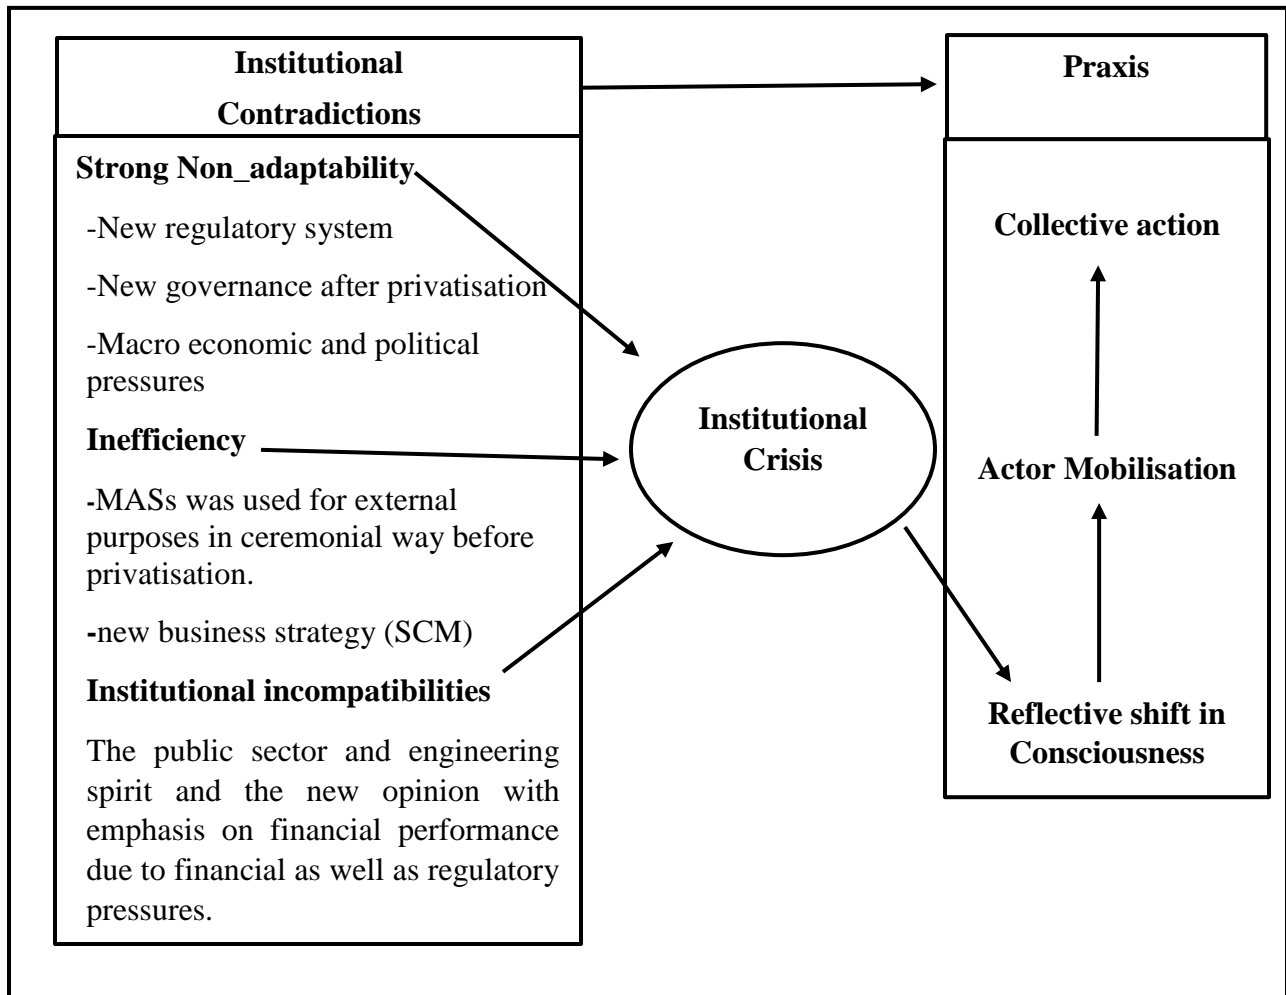 Institutional
Contradictions
Strong Non_adaptability
-New regulatory system
-New governance after privatisation
-Macro economic and political
pressures
Inefficiency
-MASs was used for external
purposes in ceremonial way before
privatisation.
-new business strategy (SCM)
Institutional incompatibilities
The public sector and engineering
spirit and the new opinion with
emphasis on financial performance
due to financial as well as regulatory
pressures.
Institutional
Crisis
Praxis
Collective action
Actor Mobilisation
Reflective shift in
Consciousness